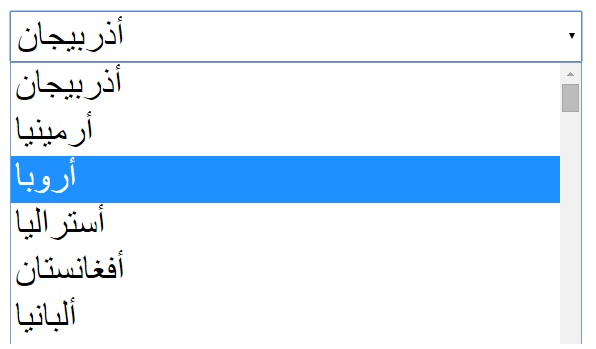 أذربيجان
أذربيجان
أرمينيا
أروبا
أستراليا
أفغانستان
ألبانيا